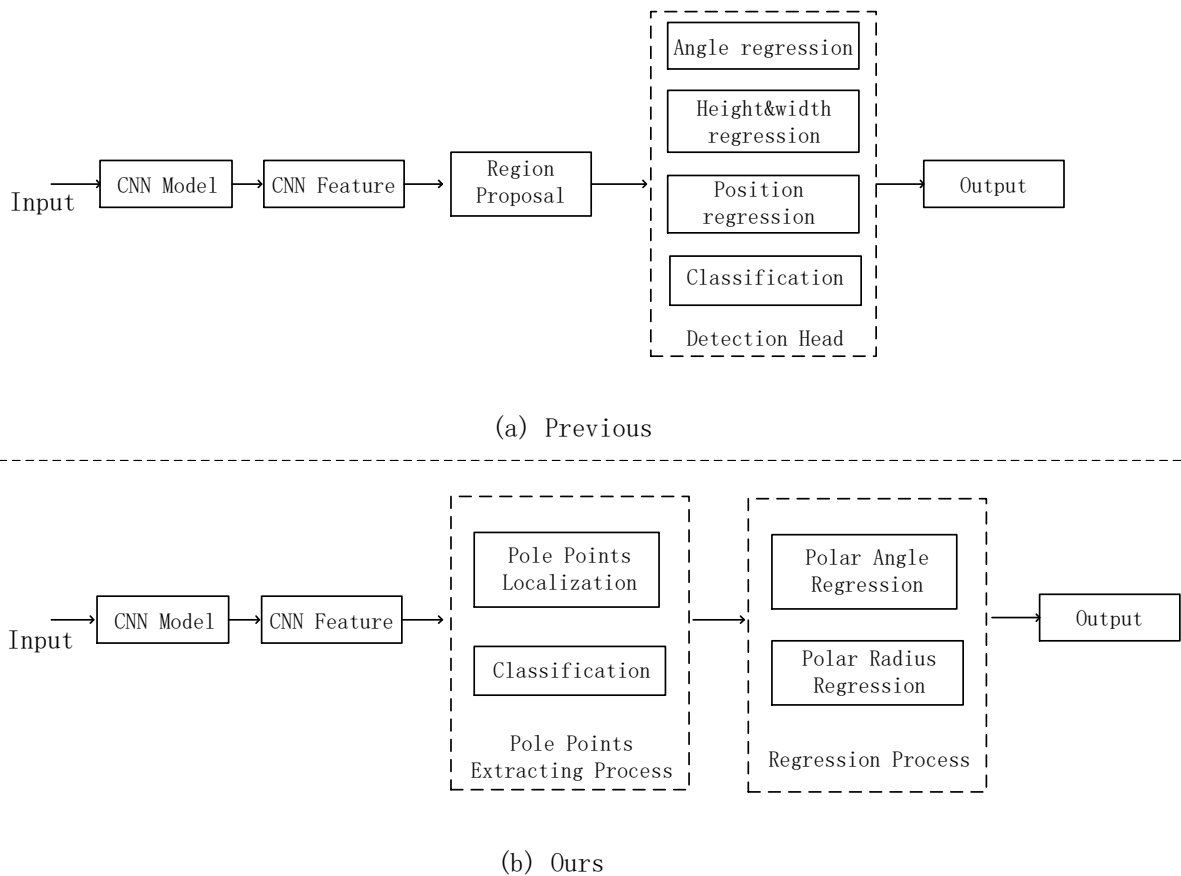 Input
CNN Model
CNN Feature
Region
Proposal
Angle regression
Height&width
regression
Position
regression
Classification
Detection Head
Output
(a) Previous
Input
CNN Model
CNN Feature
Pole Points
Localization
Classification
Pole Points
Extracting Process
Polar Angle
Regression
Polar Radius
Regression
Regression Process
Output
(b) Ours